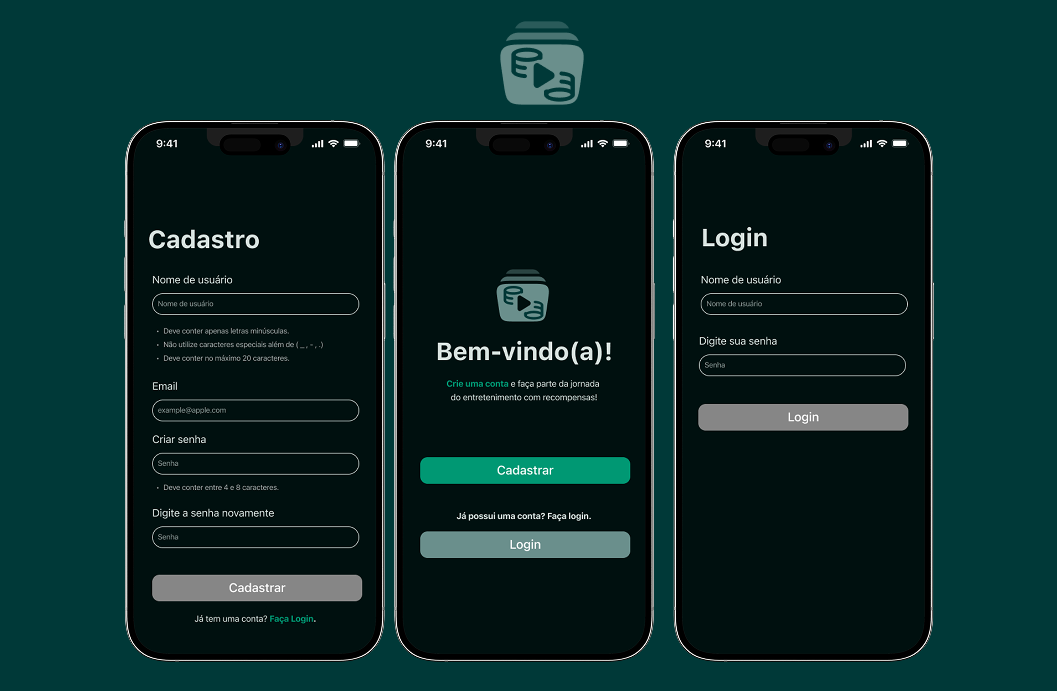 9:41
Cadastro
Nome de usuário
Nome de usuário
• Deve conter apenas letras minúsculas.
• Não utilize caracteres especiais além de ( _ , - , .)
• Deve conter no máximo 20 caracteres.
Email
example@apple.com
Criar senha
Senha
• Deve conter entre 4 e 8 caracteres.
Digite a senha novamente
Senha
Cadastrar
Já tem uma conta? Faça Login.
9:41
Bem-vindo(a)!
Crie uma conta e faça parte da jornada
do entretenimento com recompensas!
Cadastrar
Já possui uma conta? Faça login.
Login
9:41
Login
Nome de usuário
Nome de usuário
Digite sua senha
Senha
Login